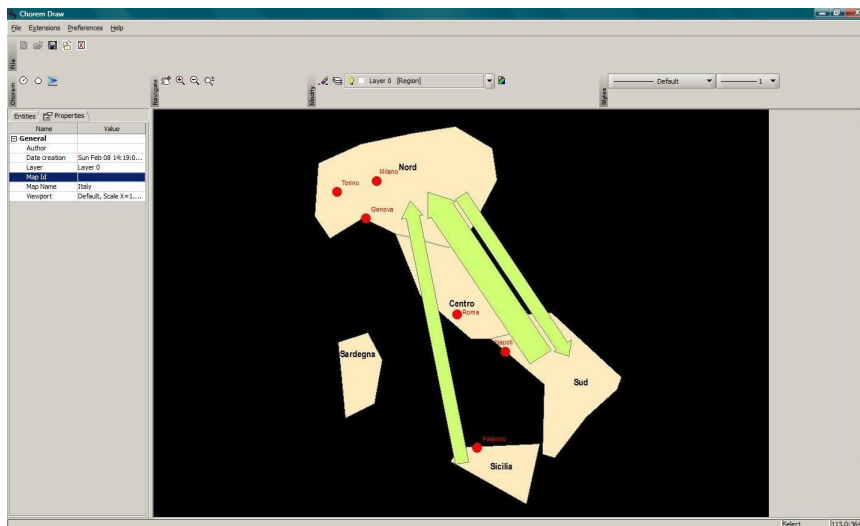 Chorem Draw
File Extensions Preferences Help
File
Chorem
Navigate
Modify
Layer 0 [Region]
Styles
Default
1
Entities Properties
Name Value
General
Author
Date creation Sun Feb 08 14:19:0...
Layer Layer 0
Map Id
Map Name Italy
Viewport Default, Scale X=1....
Nord
Milano
Torino
Genova
Centro
Roma
Napoli
Sardegna
Sud
Palermo
Sicilia
Select